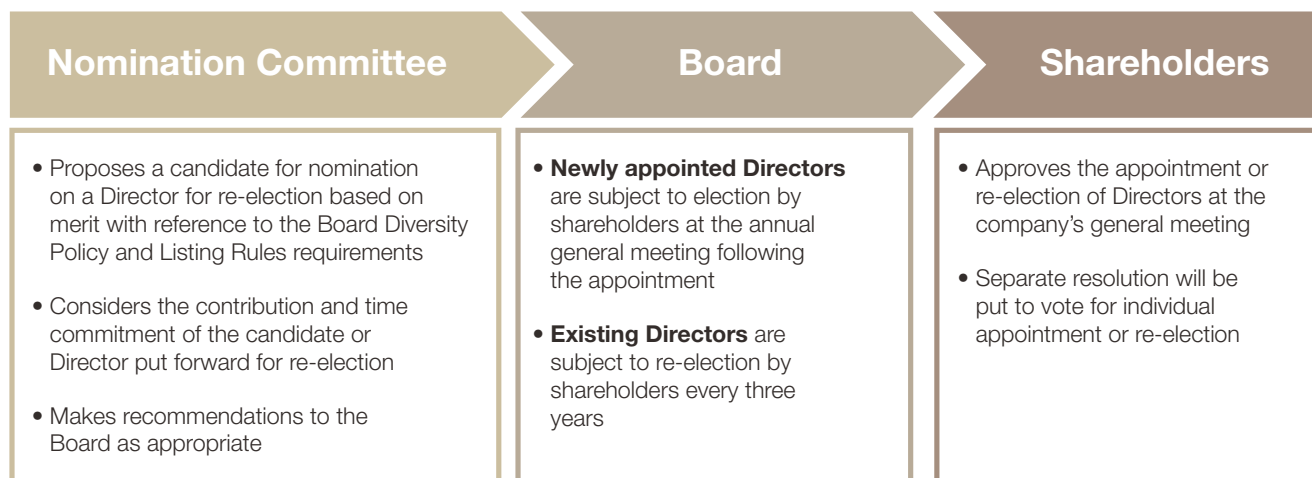 Nomination Committee
• Proposes a candidate for nomination
on a Director for re-election based on
merit with reference to the Board Diversity
Policy and Listing Rules requirements
• Considers the contribution and time
commitment of the candidate or
Director put forward for re-election
• Makes recommendations to the
Board as appropriate
Board
• Newly appointed Directors
are subject to election by
shareholders at the annual
general meeting following
the appointment
• Existing Directors are
subject to re-election by
shareholders every three
years
Shareholders
• Approves the appointment or
re-election of Directors at the
company's general meeting
• Separate resolution will be
put to vote for individual
appointment or re-election